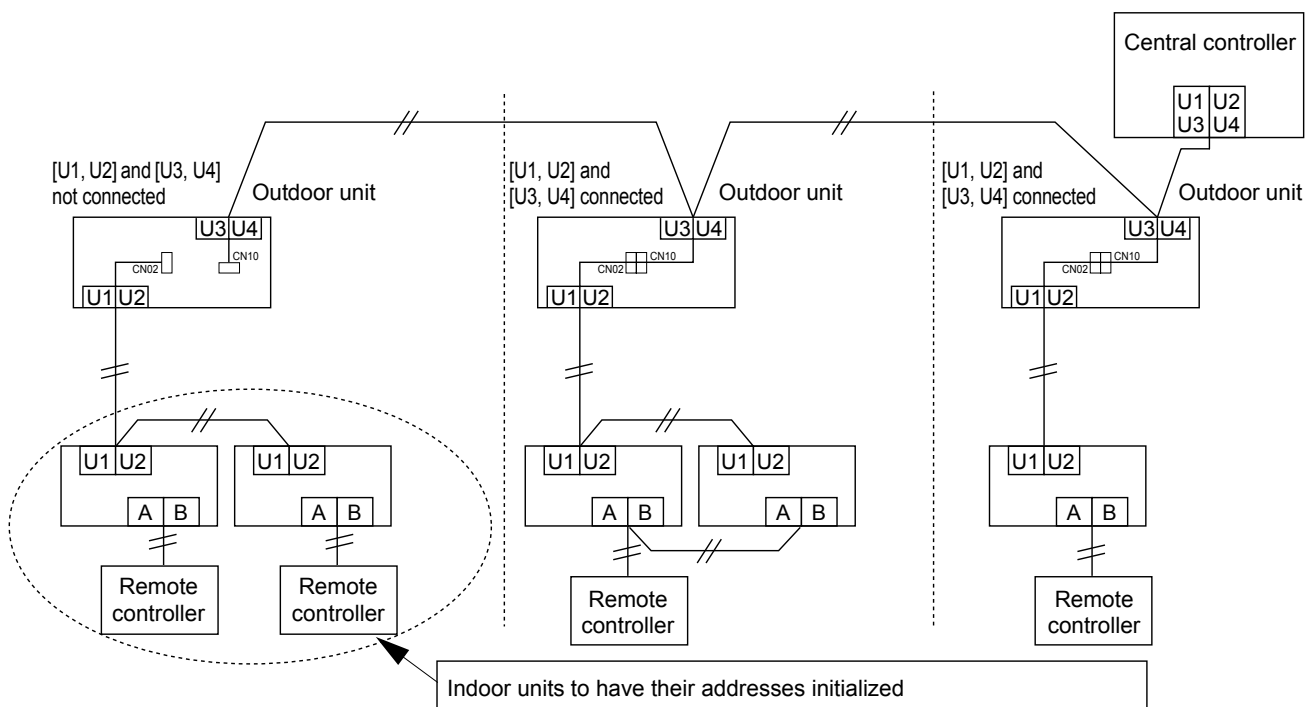 Central controller
U1 U2
U3 U4
[U1, U2] and [U3, U4]
not connected
Outdoor unit
[U1, U2] and
[U3, U4] connected
Outdoor unit
[U1, U2] and
[U3, U4] connected
Outdoor unit
U3 U4
CN02
CN10
U1 U2
U3 U4
CN02
CN10
U1 U2
U3 U4
CN02
CN10
U1 U2
U1 U2
U1 U2
U1 U2
U1 U2
U1 U2
A B
A B
A B
A B
A B
Remote
controller
Remote
controller
Remote
controller
Remote
controller
Indoor units to have their addresses initialized